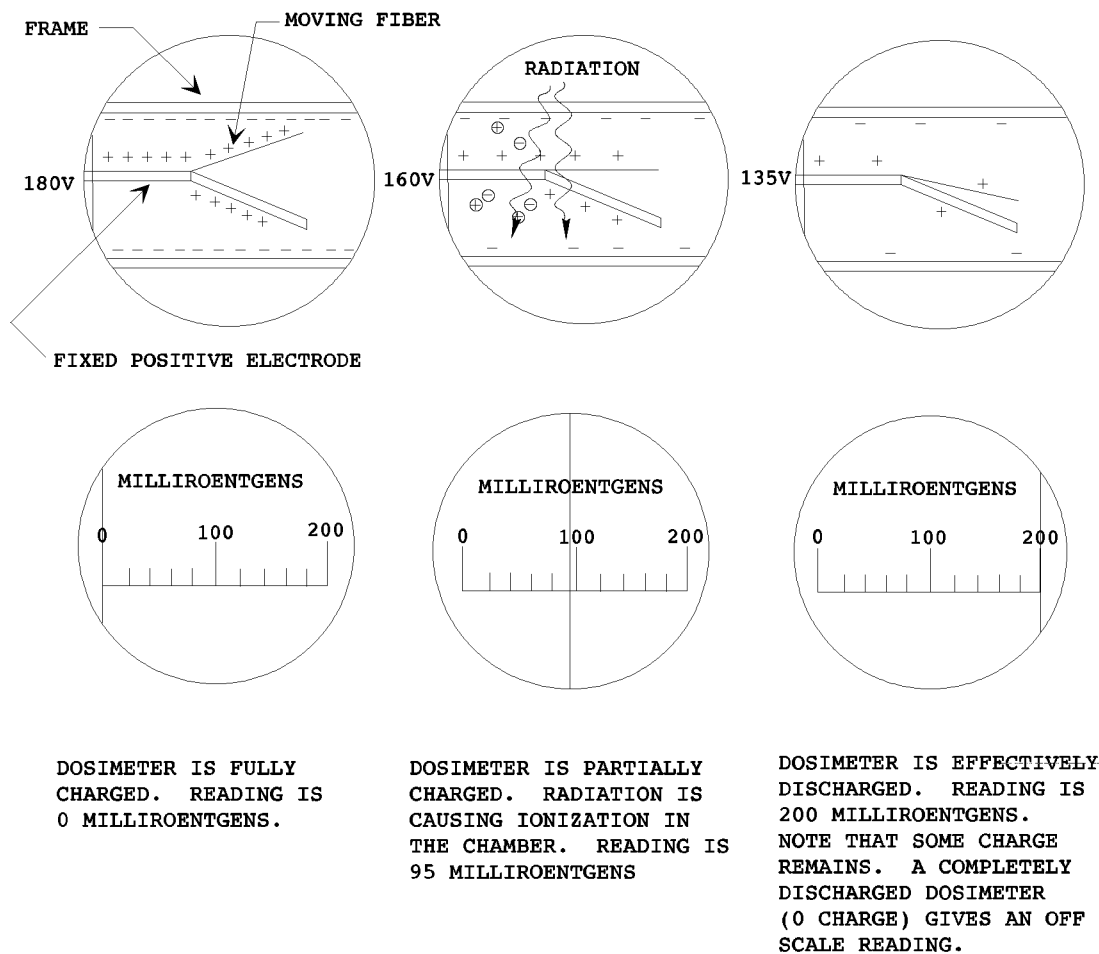 FRAME
MOVING FIBER
RADIATION
180V
160V
135V
FIXED POSITIVE ELECTRODE
MILLIROENTGENS
0 100 200
MILLIROENTGENS
0 100 200
MILLIROENTGENS
0 100 200
DOSIMETER IS FULLY
CHARGED. READING IS
0 MILLIROENTGENS.
DOSIMETER IS PARTIALLY
CHARGED. RADIATION IS
CAUSING IONIZATION IN
THE CHAMBER. READING IS
95 MILLIROENTGENS
DOSIMETER IS EFFECTIVELY
DISCHARGED. READING IS
200 MILLIROENTGENS.
NOTE THAT SOME CHARGE
REMAINS. A COMPLETELY
DISCHARGED DOSIMETER
(0 CHARGE) GIVES AN OFF
SCALE READING.